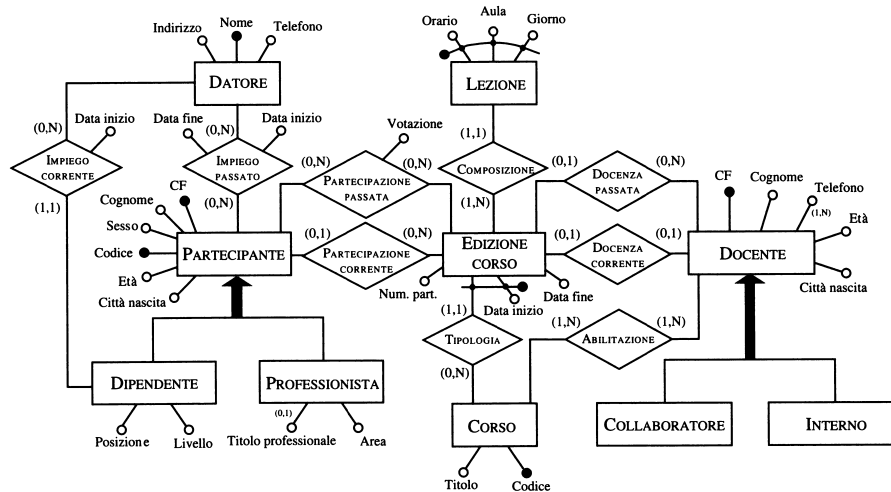 Indirizzo Nome Telefono
Orario Aula Giorno
DATORE
LEZIONE
(0,N) Data inizio
Data fine (0,N) Data inizio
IMPIEGO
CORRENTE
IMPIEGO
PASSATO
Votazione
(0,N) PARTECIPAZIONE
PASSATA (0,N)
(1,1)
COMPOSIZIONE
(1,N)
(0,1) DOCENZA
PASSATA (0,N)
(1,1)
(0,N)
CF
Cognome
Sesso
Codice
Età
Città nascita
PARTECIPANTE
(0,1) PARTECIPAZIONE
CORRENTE (0,N)
EDIZIONE
CORSO
(0,1) DOCENZA
CORRENTE (0,1)
CF
Cognome
Telefono
(1,N)
Età
Città nascita
DOCENTE
Num. part.
Data inizio
Data fine
(1,1)
TIPOLOGIA
(0,N)
(1,N) ABILITAZIONE (1,N)
DIPENDENTE
PROFESSIONISTA
(0,1)
Posizione Livello
Titolo professionale Area
CORSO
Titolo Codice
COLLABORATORE
INTERNO